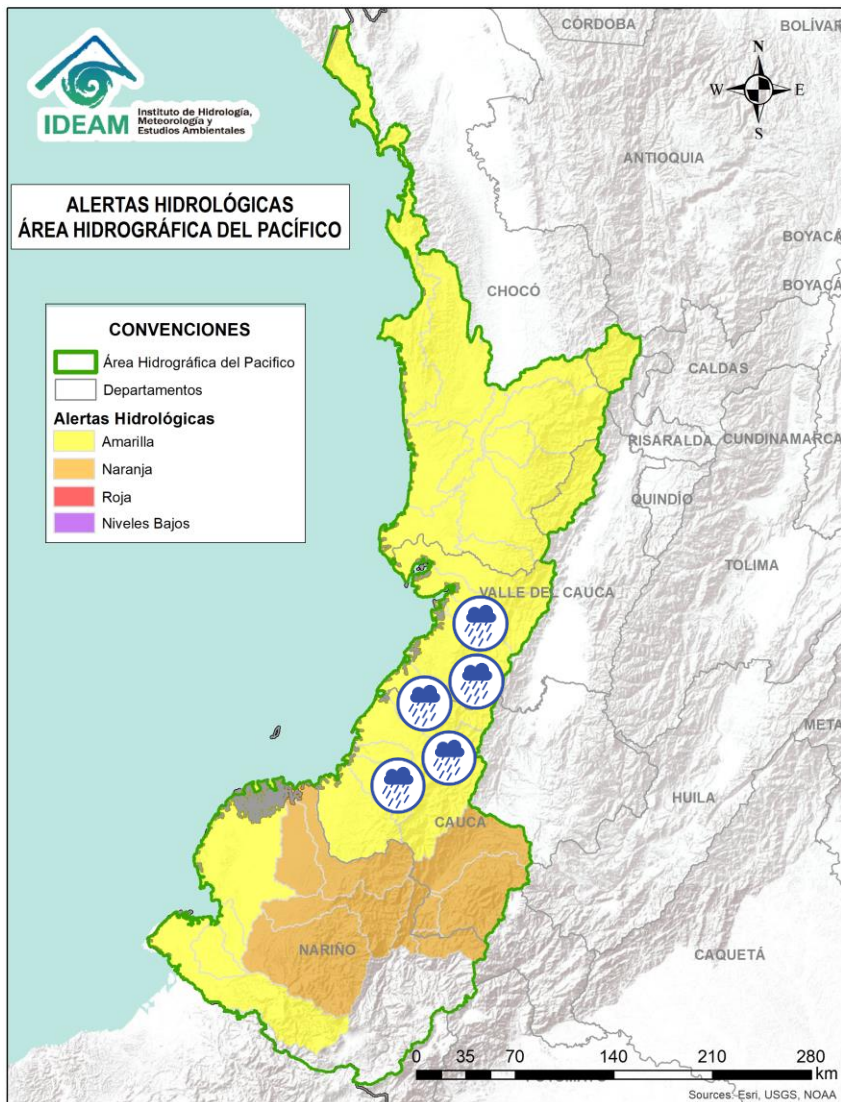 CÓRDOBA
BOLÍVAR
IDEAM
Instituto de Hidrología,
Meteorología y
Estudios Ambientales
N
W E
S
ANTIOQUIA
ALERTAS HIDROLÓGICAS
ÁREA HIDROGRÁFICA DEL PACÍFICO
BOYACÁ
BOYACÁ
CHOCÓ
CONVENCIONES
Área Hidrográfica del Pacifico
Departamentos
Alertas Hidrológicas
Amarilla
Naranja
Roja
Niveles Bajos
CALDAS
RISARALDA
CUNDINAMARCA
QUINDÍO
TOLIMA
VALLE DEL CAUCA
META
HUILA
CAUCA
NARIÑO
CAQUETÁ
0 35 70 140 210 280
km
Sources: Esri, USGS, NOAA